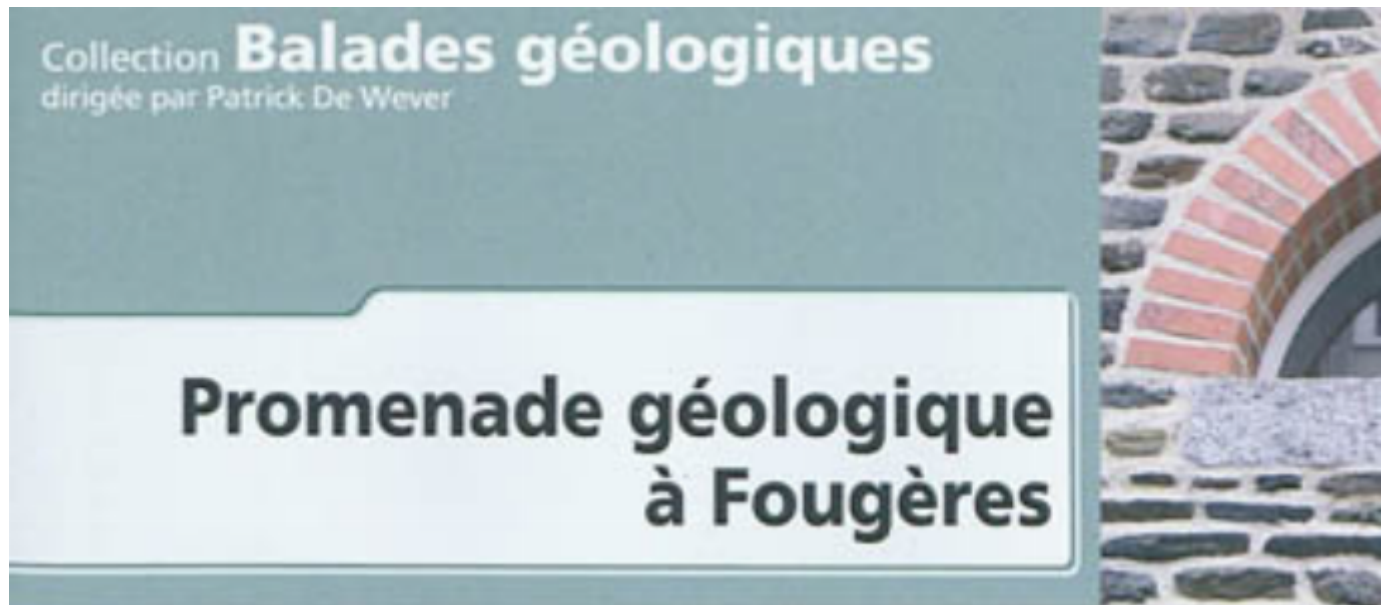 Collection Balades géologiques
dirigée par Patrick De Wever
Promenade géologique
à Fougères